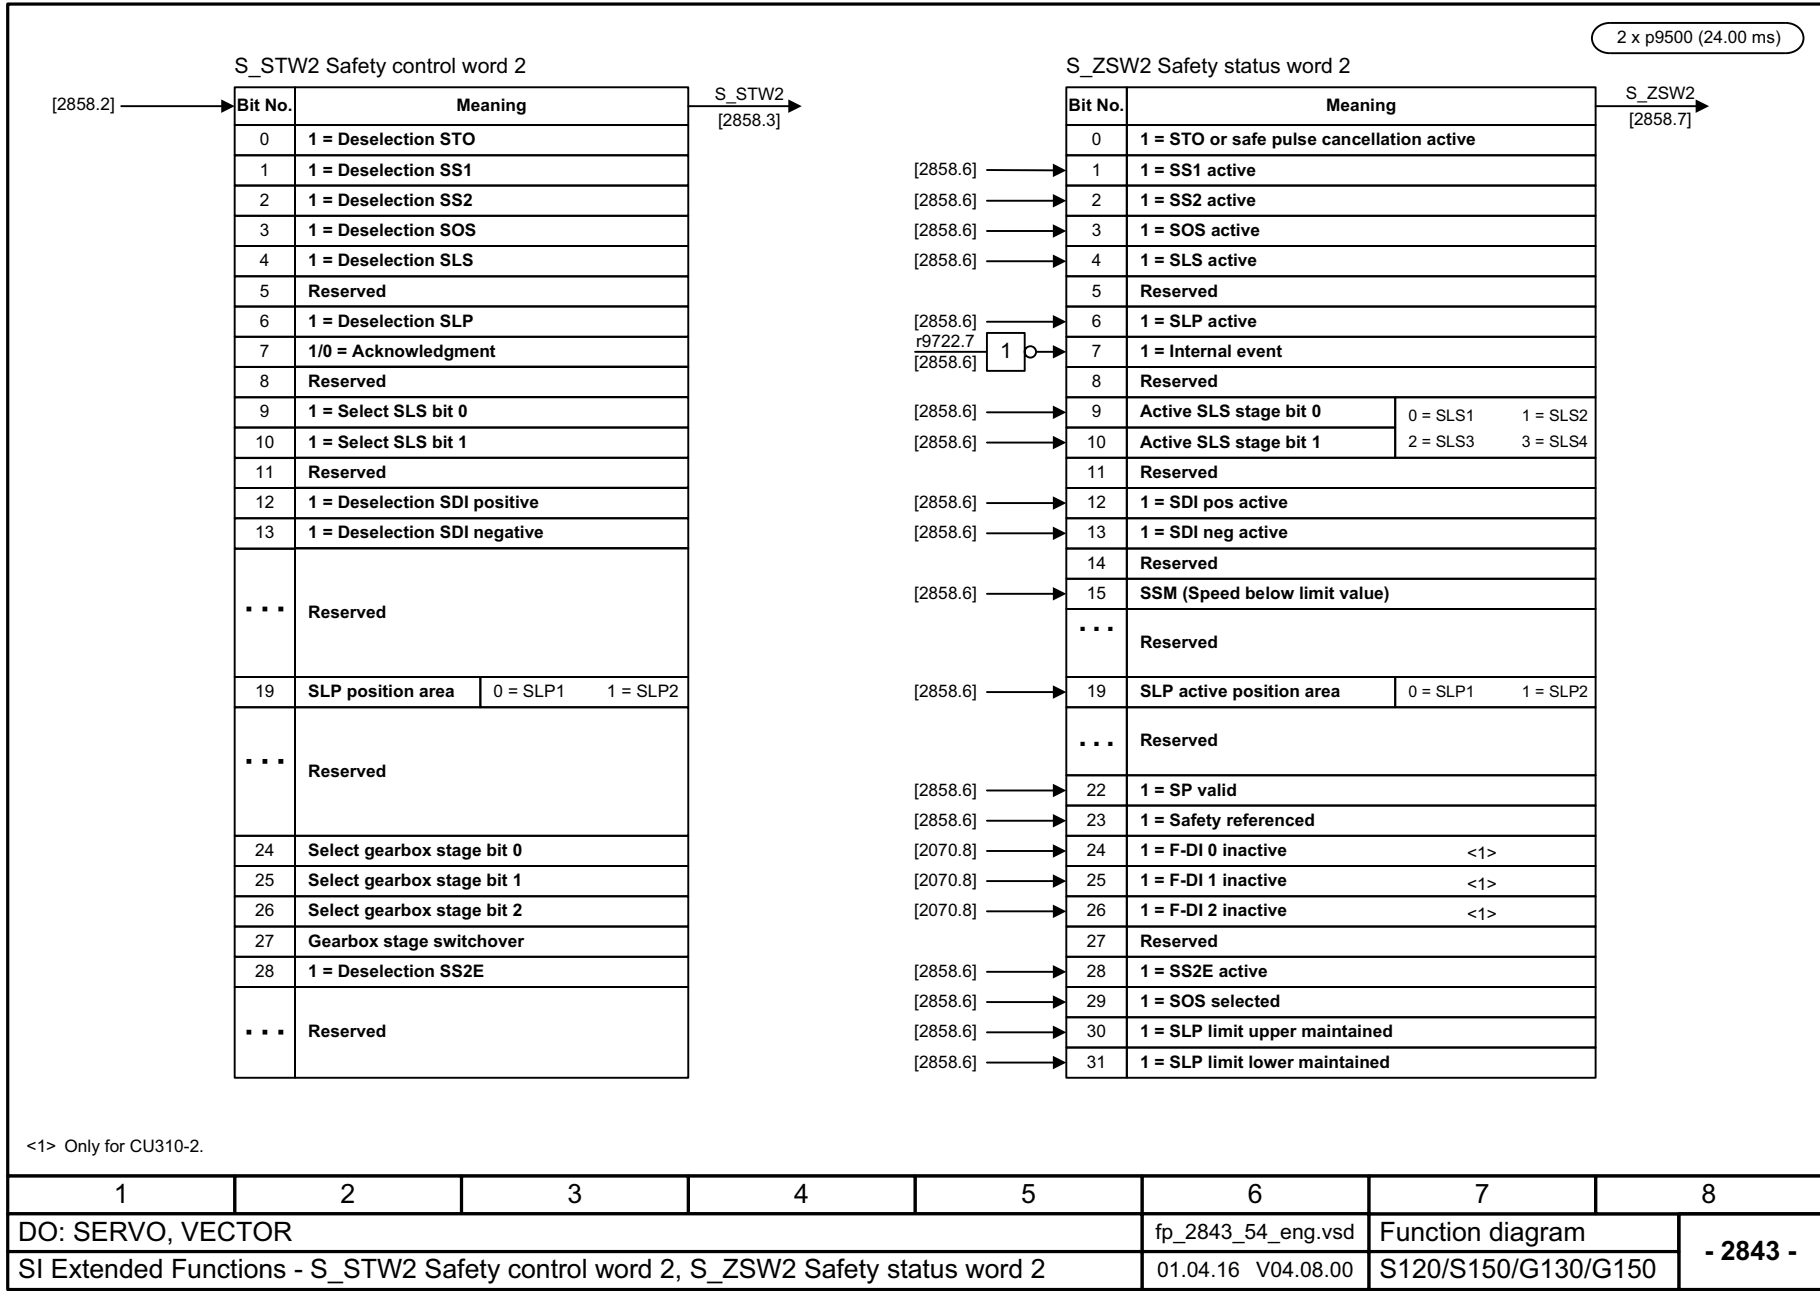 2 x p9500 (24.00 ms)
S_STW2 Safety control word 2
[2858.2]
Bit No. Meaning
S_STW2
[2858.3]
0 1 = Deselection STO
1 1 = Deselection SS1
2 1 = Deselection SS2
3 1 = Deselection SOS
4 1 = Deselection SLS
5 Reserved
6 1 = Deselection SLP
7 1/0 = Acknowledgment
8 Reserved
9 1 = Select SLS bit 0
10 1 = Select SLS bit 1
11 Reserved
12 1 = Deselection SDI positive
13 1 = Deselection SDI negative
... Reserved
19 SLP position area 0 = SLP1 1 = SLP2
... Reserved
24 Select gearbox stage bit 0
25 Select gearbox stage bit 1
26 Select gearbox stage bit 2
27 Gearbox stage switchover
28 1 = Deselection SS2E
... Reserved
S_ZSW2 Safety status word 2
Bit No. Meaning
S_ZSW2
[2858.7]
0 1 = STO or safe pulse cancellation active
[2858.6] 1 1 = SS1 active
[2858.6] 2 1 = SS2 active
[2858.6] 3 1 = SOS active
[2858.6] 4 1 = SLS active
5 Reserved
[2858.6] 6 1 = SLP active
r9722.7
[2858.6] 1 7 1 = Internal event
8 Reserved
[2858.6] 9 Active SLS stage bit 0 0 = SLS1 1 = SLS2
[2858.6] 10 Active SLS stage bit 1 2 = SLS3 3 = SLS4
11 Reserved
[2858.6] 12 1 = SDI pos active
[2858.6] 13 1 = SDI neg active
14 Reserved
[2858.6] 15 SSM (Speed below limit value)
... Reserved
[2858.6] 19 SLP active position area 0 = SLP1 1 = SLP2
... Reserved
[2858.6] 22 1 = SP valid
[2858.6] 23 1 = Safety referenced
[2070.8] 24 1 = F-DI 0 inactive <1>
[2070.8] 25 1 = F-DI 1 inactive <1>
[2070.8] 26 1 = F-DI 2 inactive <1>
27 Reserved
[2858.6] 28 1 = SS2E active
[2858.6] 29 1 = SOS selected
[2858.6] 30 1 = SLP limit upper maintained
[2858.6] 31 1 = SLP limit lower maintained
<1> Only for CU310-2.
1 2 3 4 5 6 7 8
DO: SERVO, VECTOR fp_2843_54_eng.vsd Function diagram
- 2843 -
SI Extended Functions - S_STW2 Safety control word 2, S_ZSW2 Safety status word 2 01.04.16 V04.08.00 S120/S150/G130/G150